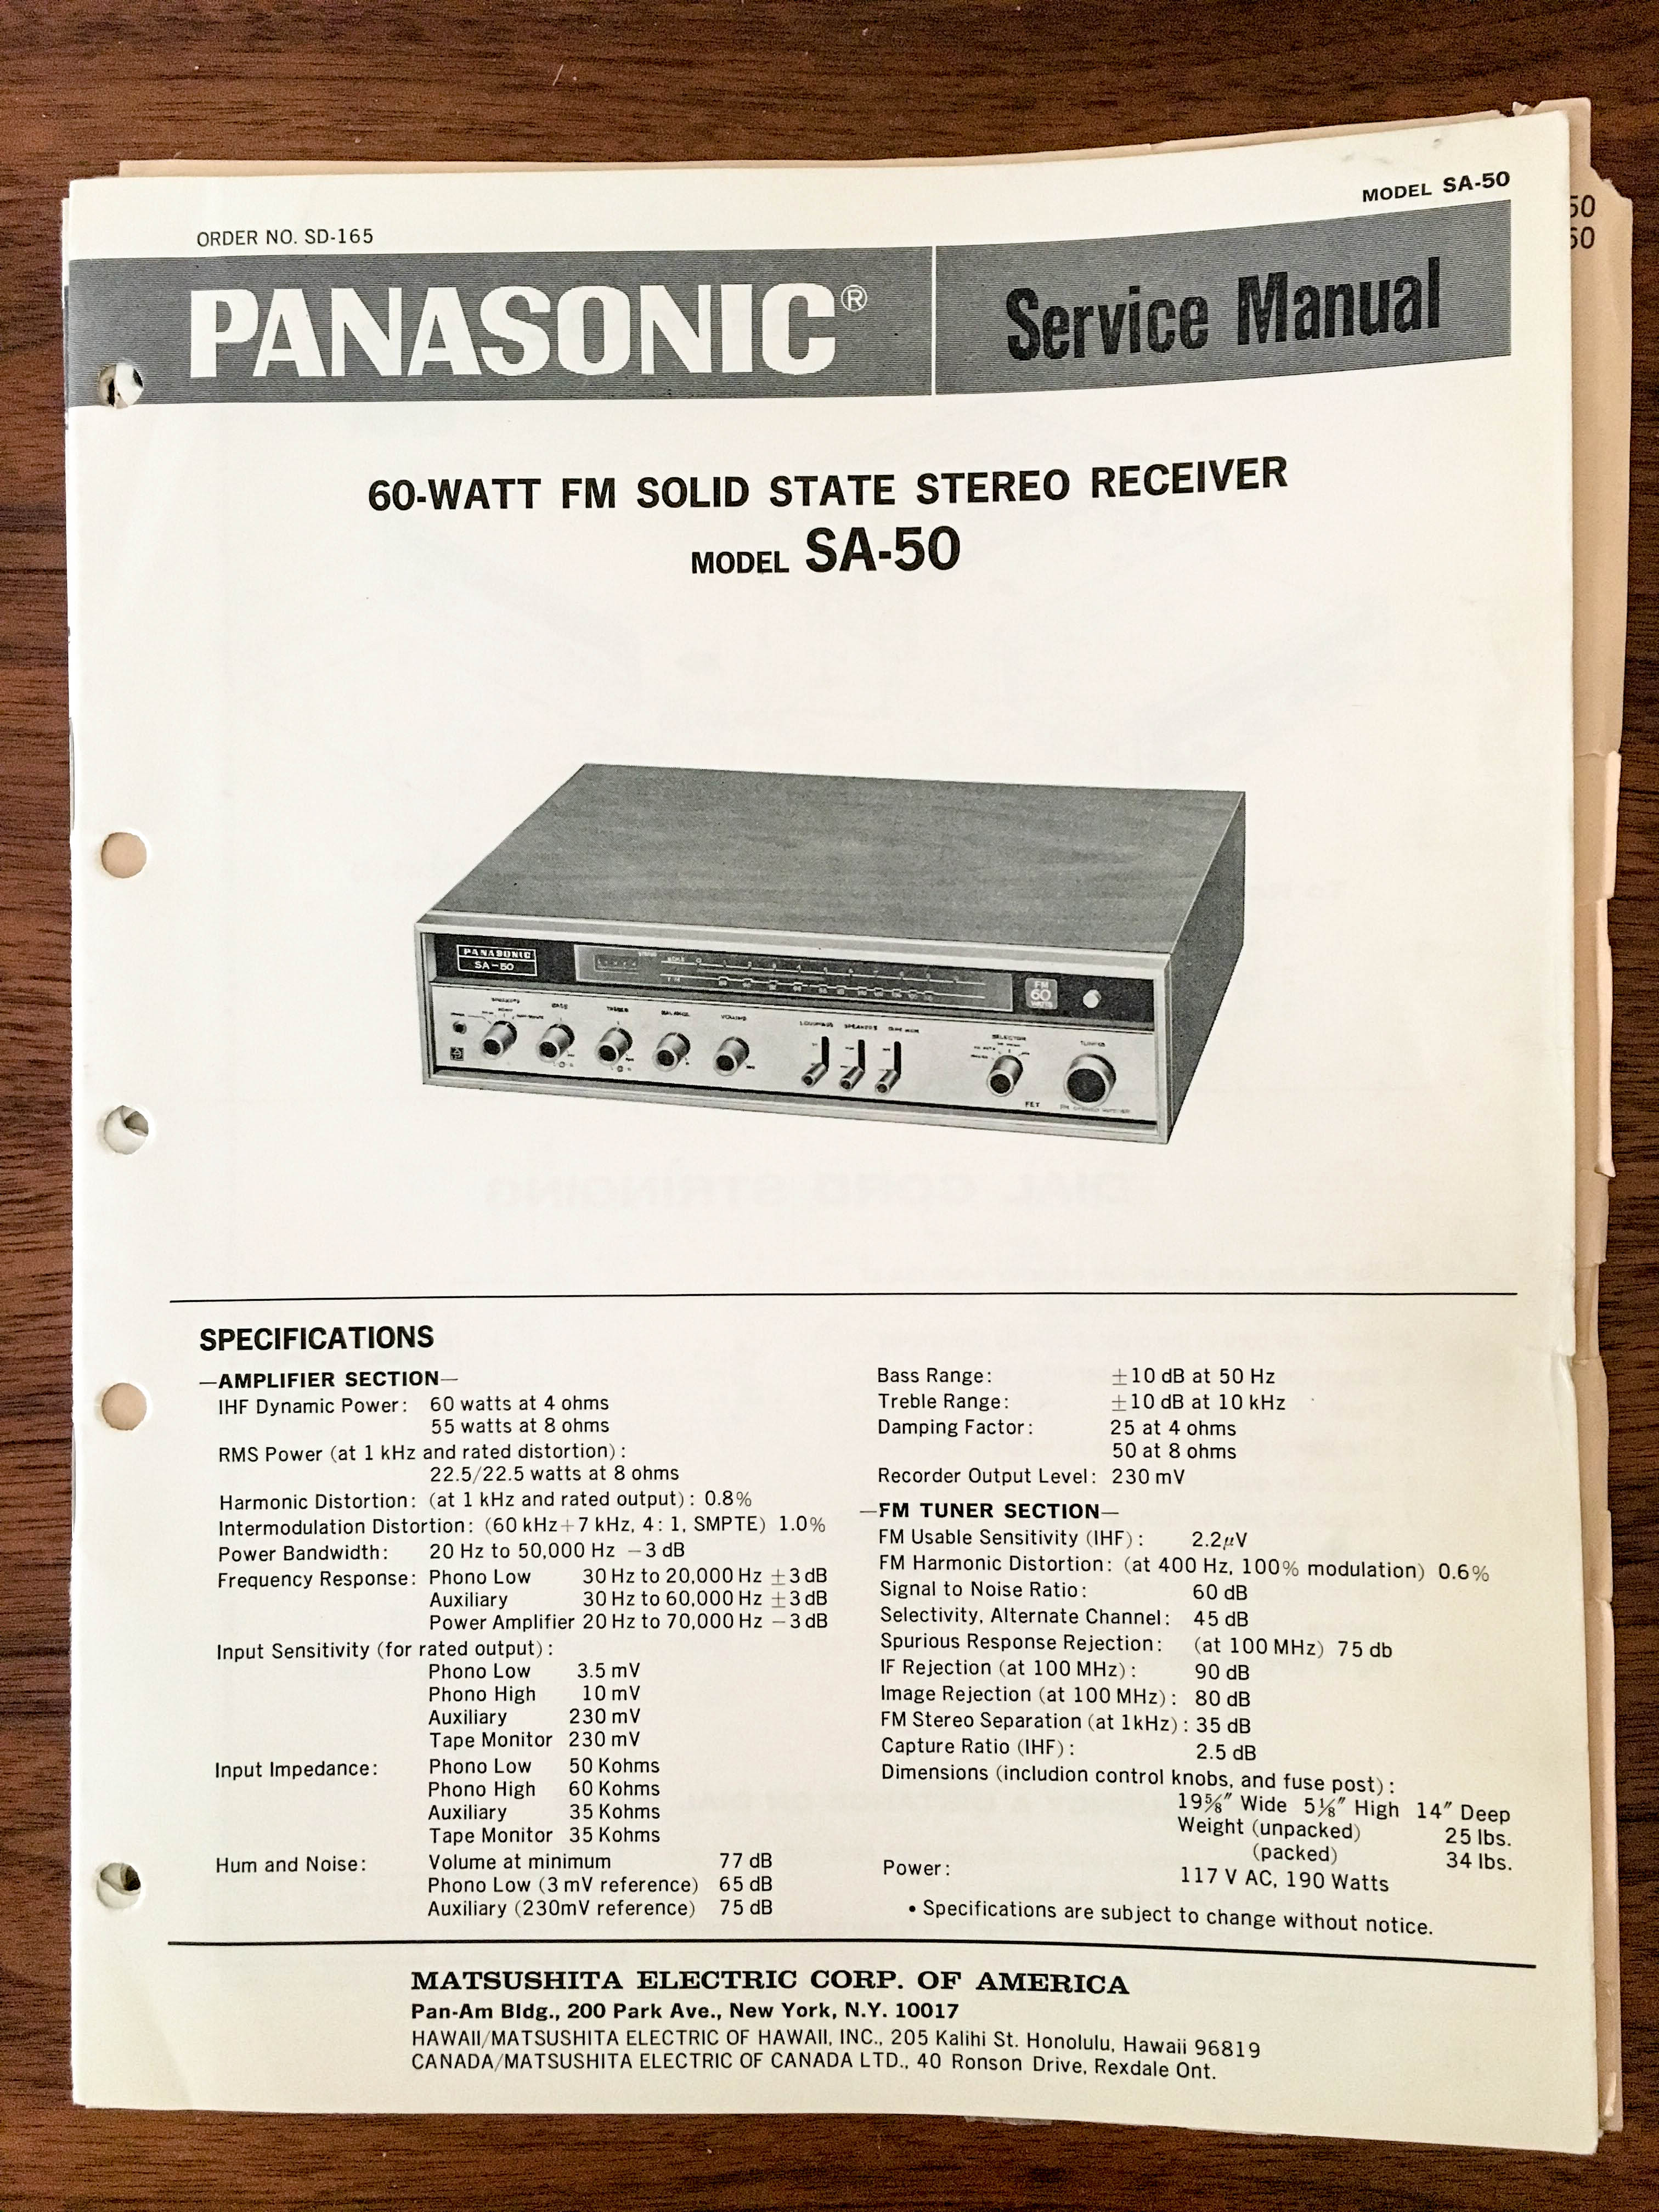 MODEL SA-50
50
60
ORDER NO. SD-165
PANASONIC®
Service Manual
60-WATT FM SOLID STATE STEREO RECEIVER
MODEL SA-50
PANASONIC
SA-50
FM
60
WATTS
SPEAKERS
BASS
TREBLE
BALANCE
VOLUME
LOUDNESS
SPEAKERS
TAPE MON
SELECTOR
TUNING
FET
SPECIFICATIONS
—AMPLIFIER SECTION—
IHF Dynamic Power: 60 watts at 4 ohms
55 watts at 8 ohms
RMS Power (at 1 kHz and rated distortion):
22.5/22.5 watts at 8 ohms
Harmonic Distortion: (at 1 kHz and rated output): 0.8%
Intermodulation Distortion: (60 kHz+7 kHz, 4: 1, SMPTE) 1.0%
Power Bandwidth: 20 Hz to 50,000 Hz −3 dB
Frequency Response: Phono Low 30 Hz to 20,000 Hz ±3 dB
Auxiliary 30 Hz to 60,000 Hz ±3 dB
Power Amplifier 20 Hz to 70,000 Hz −3 dB
Input Sensitivity (for rated output):
Phono Low 3.5 mV
Phono High 10 mV
Auxiliary 230 mV
Tape Monitor 230 mV
Input Impedance: Phono Low 50 Kohms
Phono High 60 Kohms
Auxiliary 35 Kohms
Tape Monitor 35 Kohms
Hum and Noise: Volume at minimum 77 dB
Phono Low (3 mV reference) 65 dB
Auxiliary (230mV reference) 75 dB
Bass Range: ±10 dB at 50 Hz
Treble Range: ±10 dB at 10 kHz
Damping Factor: 25 at 4 ohms
50 at 8 ohms
Recorder Output Level: 230 mV
—FM TUNER SECTION—
FM Usable Sensitivity (IHF): 2.2μV
FM Harmonic Distortion: (at 400 Hz, 100% modulation) 0.6%
Signal to Noise Ratio: 60 dB
Selectivity, Alternate Channel: 45 dB
Spurious Response Rejection: (at 100 MHz) 75 db
IF Rejection (at 100 MHz): 90 dB
Image Rejection (at 100 MHz): 80 dB
FM Stereo Separation (at 1kHz): 35 dB
Capture Ratio (IHF): 2.5 dB
Dimensions (includion control knobs, and fuse post):
19⅝″ Wide 5⅛″ High 14″ Deep
Weight (unpacked) 25 lbs.
(packed) 34 lbs.
Power: 117 V AC, 190 Watts
• Specifications are subject to change without notice.
MATSUSHITA ELECTRIC CORP. OF AMERICA
Pan-Am Bldg., 200 Park Ave., New York, N.Y. 10017
HAWAII/MATSUSHITA ELECTRIC OF HAWAII, INC., 205 Kalihi St. Honolulu, Hawaii 96819
CANADA/MATSUSHITA ELECTRIC OF CANADA LTD., 40 Ronson Drive, Rexdale Ont.